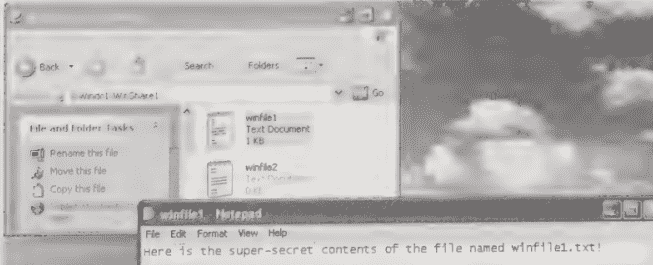 Back
Search
Folders
Go
File and Folder Tasks
Rename this file
Move this file
Copy this file
winfile1
Text Document
1 KB
winfile2
winfile1 - Notepad
File Edit Format View Help
Here is the super-secret contents of the file named winfile1.txt!